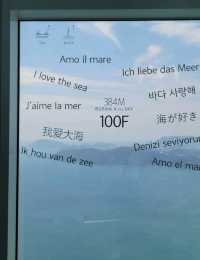 Amo il mare
I love the sea
Ich liebe das Meer
J'aime la mer
384M
바다 사랑해
100F
海が好き
我爱大海
Denizi seviyorum
Ik hou van de zee
Amo el mar